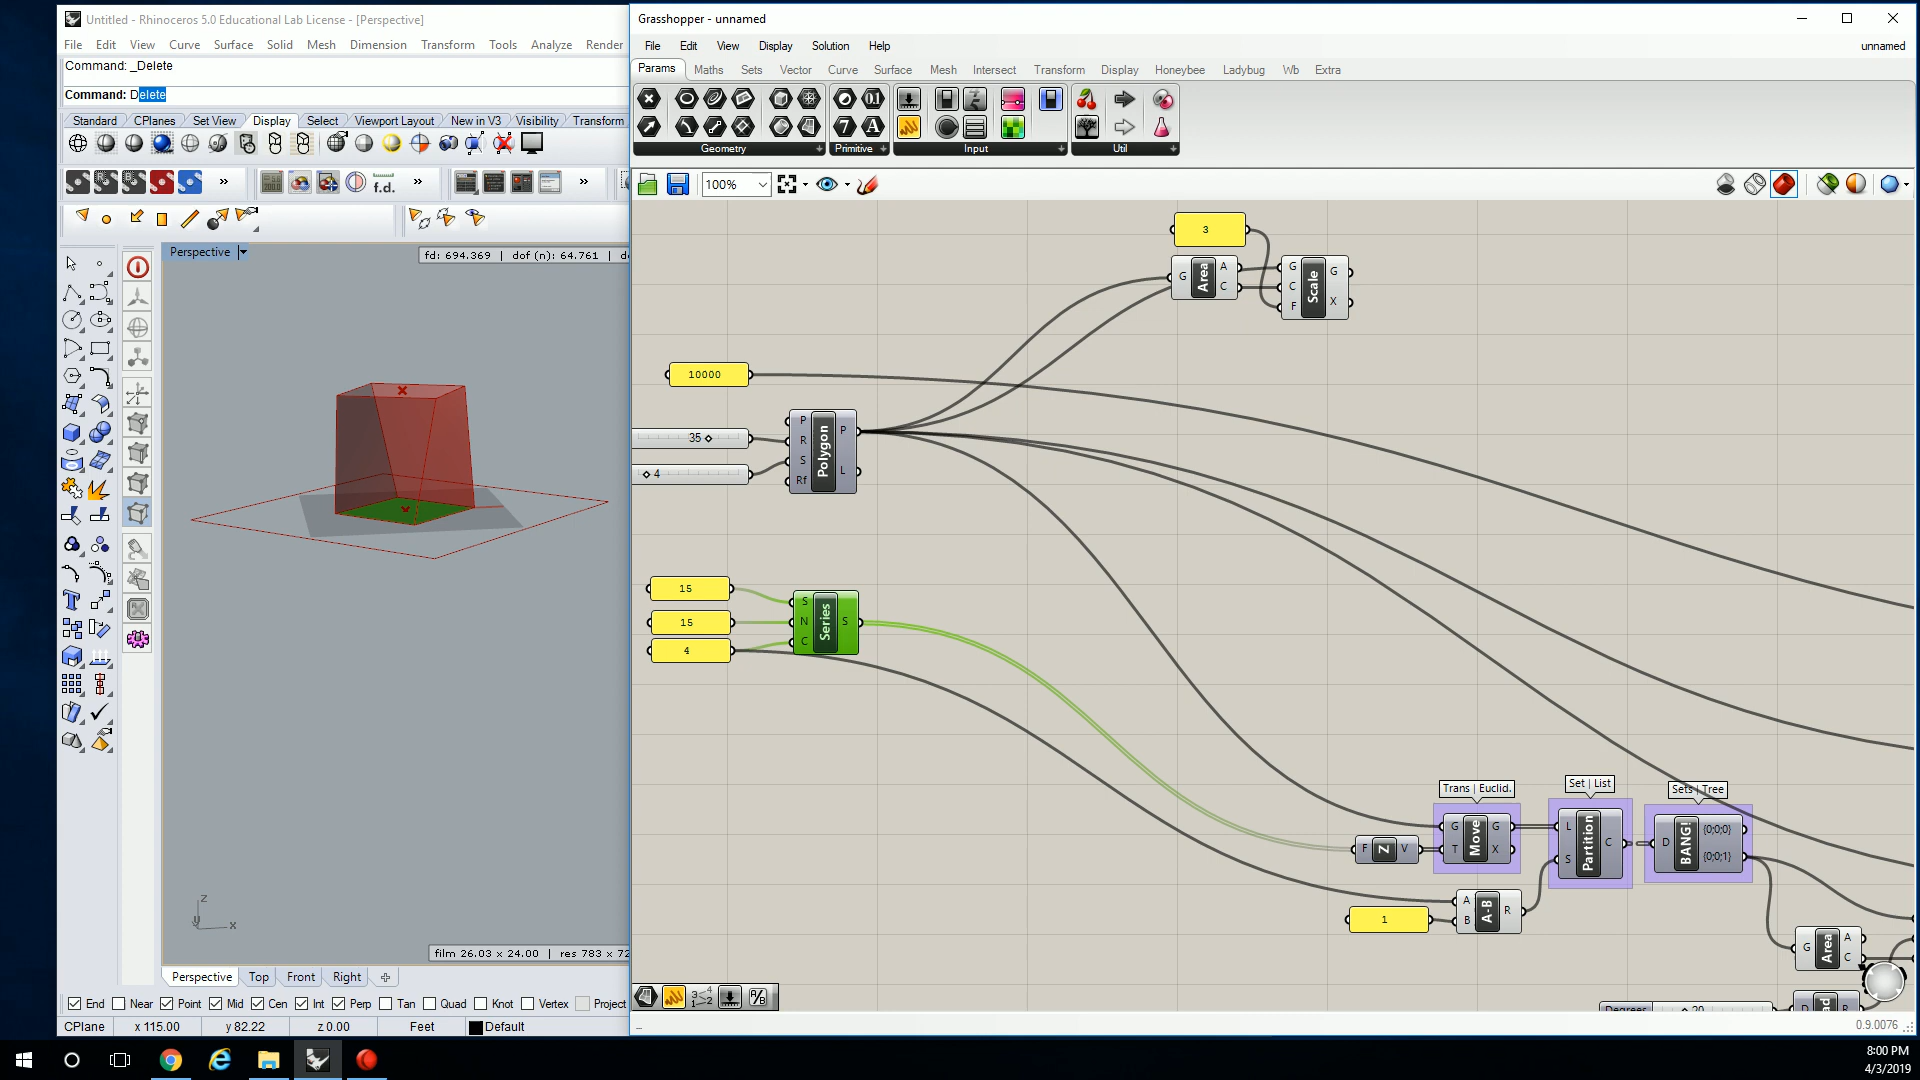 Untitled - Rhinoceros 5.0 Educational Lab License - [Perspective]
File Edit View Curve Surface Solid Mesh Dimension Transform Tools Analyze Render
Command: _Delete
Command: Delete
Standard CPlanes Set View Display Select Viewport Layout New in V3 Visibility Transform
f.d.
Perspective
fd: 694.369 | dof (n): 64.761 |
z
y
x
film 26.03 x 24.00 | res 783 x 72
Perspective Top Front Right
End Near Point Mid Cen Int Perp Tan Quad Knot Vertex Project
CPlane x 115.00 y 82.22 z 0.00 Feet Default
Grasshopper - unnamed
File Edit View Display Solution Help
unnamed
Params Maths Sets Vector Curve Surface Mesh Intersect Transform Display Honeybee Ladybug Wb Extra
Geometry Primitive Input Util
100%
3
G Area A C
G C F Scale G X
10000
35
4
P R S Rf Polygon P L
15
15
4
S N C Series S
Trans | Euclid.
Set | List
Sets | Tree
F Z V
G T Move G X
L S Partition C
D BANG! {0;0;0} {0;0;1}
1
A B A-B R
G Area A C
Degrees 20
D R
0.9.0076
8:00 PM
4/3/2019